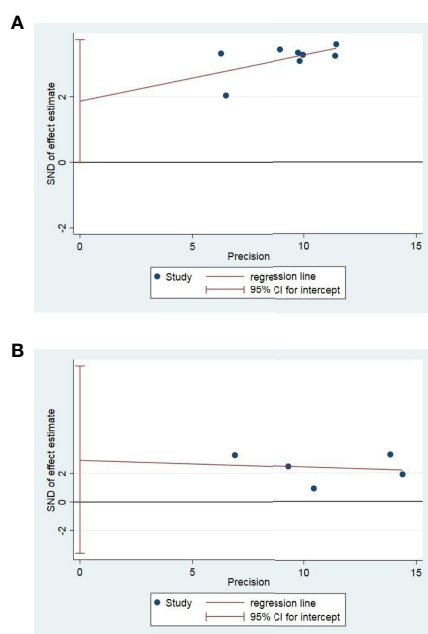 A
SND of effect estimate
2
0
-2
0
5
10
15
Precision
Study
regression line
95% CI for intercept
B
SND of effect estimate
2
0
-2
0
5
10
15
Precision
Study
regression line
95% CI for intercept